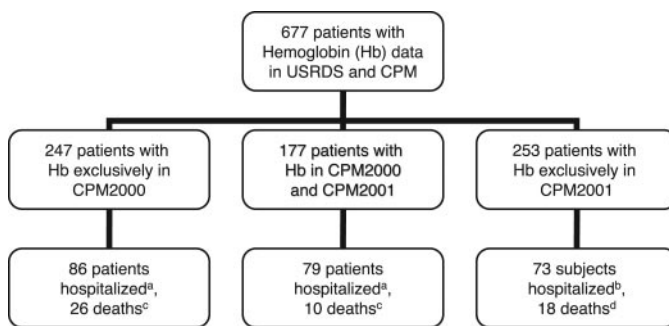 677 patients with
Hemoglobin (Hb) data
in USRDS and CPM
247 patients with
Hb exclusively in
CPM2000
177 patients with
Hb in CPM2000
and CPM2001
253 patients with
Hb exclusively in
CPM2001
86 patients
hospitalizedᵃ,
26 deathsᶜ
79 patients
hospitalizedᵃ,
10 deathsᶜ
73 subjects
hospitalizedᵇ,
18 deathsᵈ